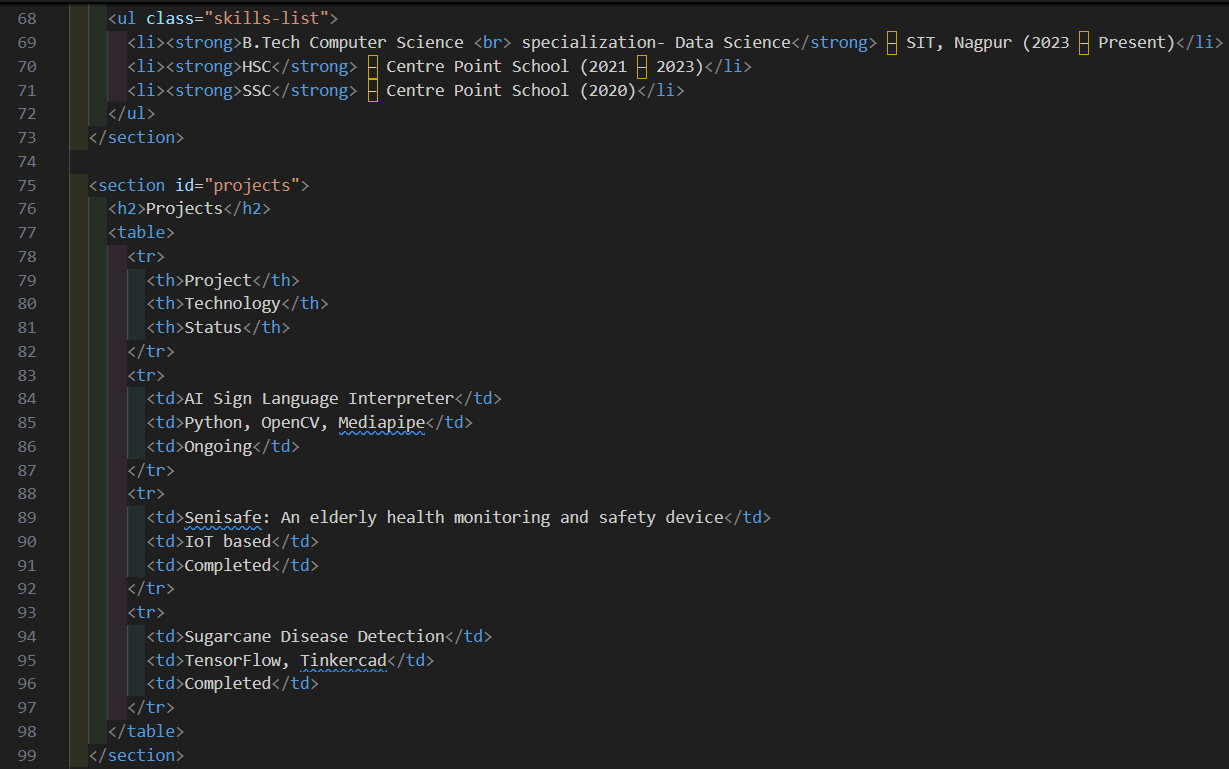 68 <ul class="skills-list">
69 <li><strong>B.Tech Computer Science <br> specialization- Data Science</strong> – SIT, Nagpur (2023 – Present)</li>
70 <li><strong>HSC</strong> – Centre Point School (2021 – 2023)</li>
71 <li><strong>SSC</strong> – Centre Point School (2020)</li>
72 </ul>
73 </section>
74
75 <section id="projects">
76 <h2>Projects</h2>
77 <table>
78 <tr>
79 <th>Project</th>
80 <th>Technology</th>
81 <th>Status</th>
82 </tr>
83 <tr>
84 <td>AI Sign Language Interpreter</td>
85 <td>Python, OpenCV, Mediapipe</td>
86 <td>Ongoing</td>
87 </tr>
88 <tr>
89 <td>Senisafe: An elderly health monitoring and safety device</td>
90 <td>IoT based</td>
91 <td>Completed</td>
92 </tr>
93 <tr>
94 <td>Sugarcane Disease Detection</td>
95 <td>TensorFlow, Tinkercad</td>
96 <td>Completed</td>
97 </tr>
98 </table>
99 </section>